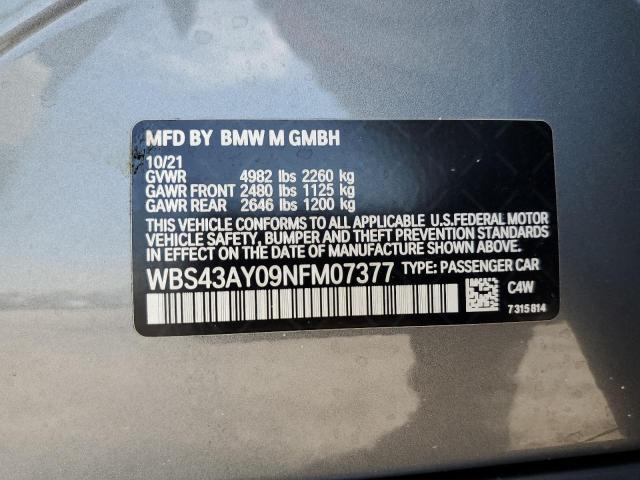 MFD BY BMW M GMBH
10/21
GVWR 4982 lbs 2260 kg
GAWR FRONT 2480 lbs 1125 kg
GAWR REAR 2646 lbs 1200 kg
THIS VEHICLE CONFORMS TO ALL APPLICABLE U.S.FEDERAL MOTOR
VEHICLE SAFETY, BUMPER AND THEFT PREVENTION STANDARDS
IN EFFECT ON THE DATE OF MANUFACTURE SHOWN ABOVE.
WBS43AY09NFM07377 TYPE: PASSENGER CAR
C4W
7315814